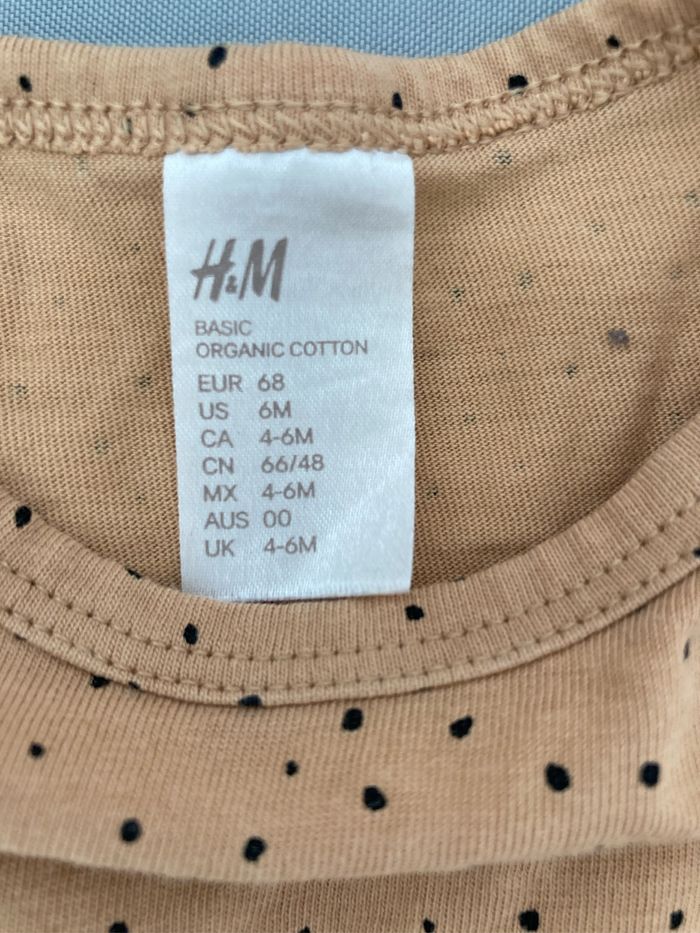 H&M
BASIC
ORGANIC COTTON
EUR 68
US 6M
CA 4-6M
CN 66/48
MX 4-6M
AUS 00
UK 4-6M